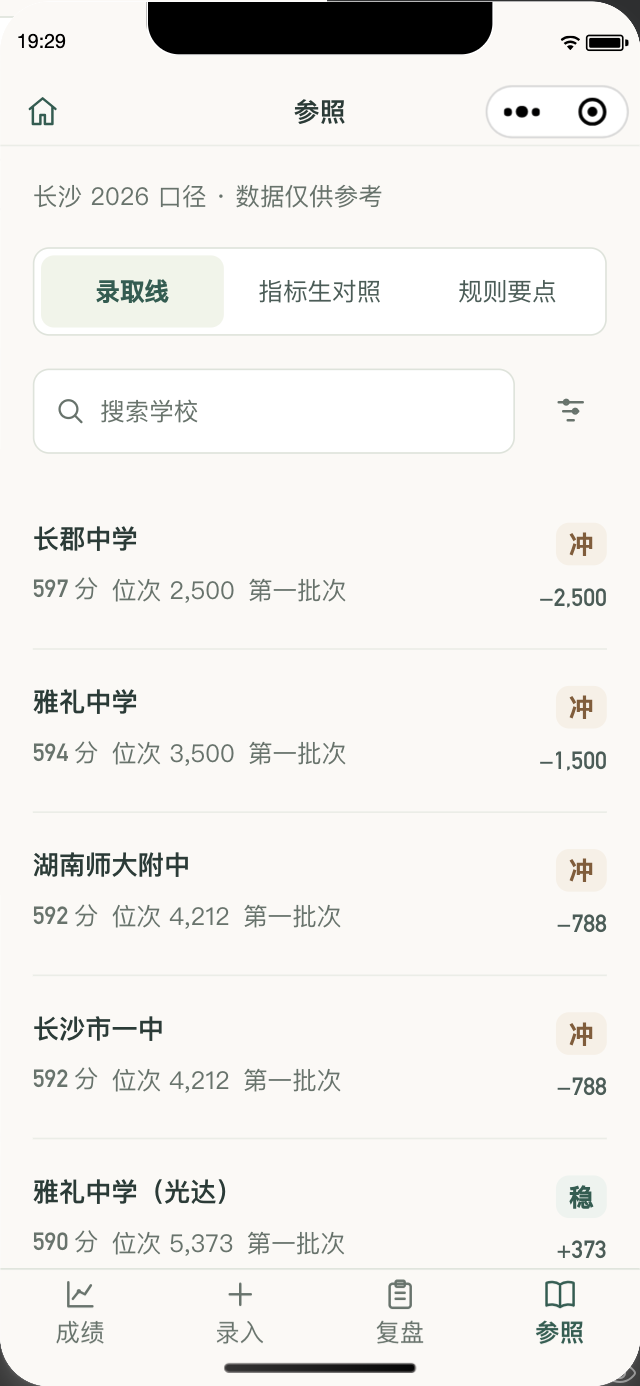 19:29
参照
长沙 2026 口径 · 数据仅供参考
录取线 指标生对照 规则要点
搜索学校
长郡中学 冲
597 分 位次 2,500 第一批次 −2,500
雅礼中学 冲
594 分 位次 3,500 第一批次 −1,500
湖南师大附中 冲
592 分 位次 4,212 第一批次 −788
长沙市一中 冲
592 分 位次 4,212 第一批次 −788
雅礼中学（光达） 稳
590 分 位次 5,373 第一批次 +373
成绩 录入 复盘 参照